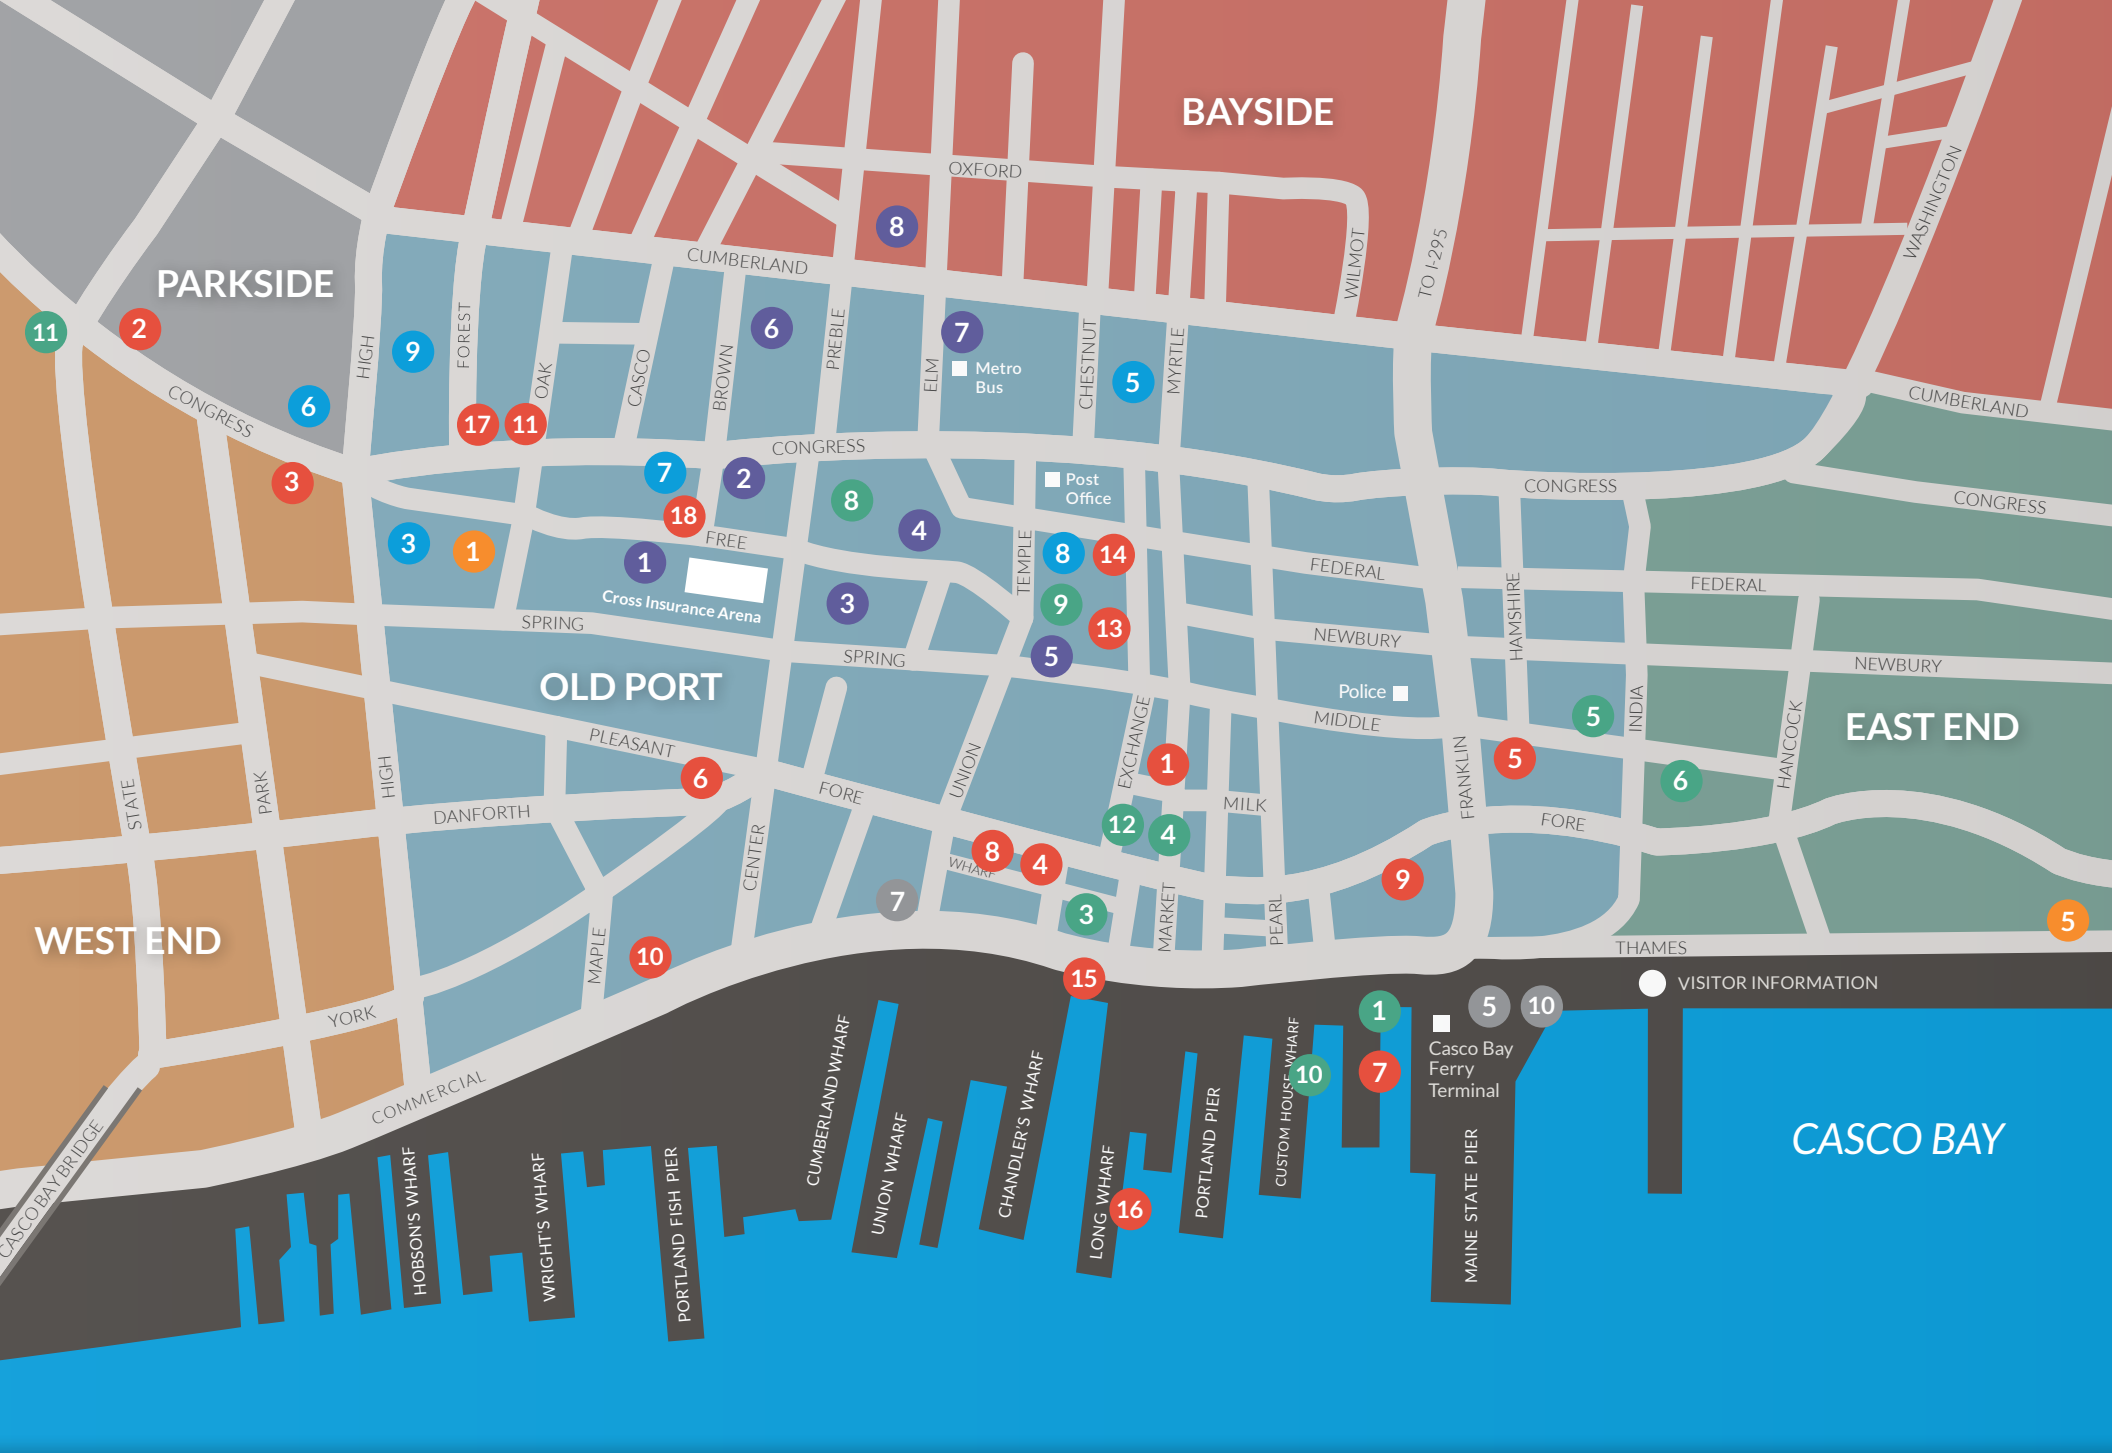 BAYSIDE
OXFORD
8
WASHINGTON
WILMOT
TO I-295
CUMBERLAND
PARKSIDE
11
2
9
FOREST
HIGH
OAK
CASCO
BROWN
6
PREBLE
ELM
7
Metro
Bus
CHESTNUT
5
MYRTLE
CUMBERLAND
CONGRESS
6
17
11
CONGRESS
3
7
2
8
Post
Office
CONGRESS
CONGRESS
18
FREE
4
3
1
1
Cross Insurance Arena
3
TEMPLE
8
14
FEDERAL
FEDERAL
9
13
HAMSHIRE
SPRING
SPRING
5
NEWBURY
NEWBURY
OLD PORT
Police
MIDDLE
5
INDIA
EAST END
PLEASANT
6
UNION
EXCHANGE
1
FRANKLIN
5
6
HANCOCK
STATE
PARK
HIGH
DANFORTH
FORE
MILK
12
4
FORE
CENTER
8
4
WHARF
9
WEST END
7
3
MARKET
PEARL
5
MAPLE
10
THAMES
15
VISITOR INFORMATION
YORK
1
5
10
Casco Bay
Ferry
Terminal
7
10
COMMERCIAL
CASCO BAY BRIDGE
CASCO BAY
HOBSON'S WHARF
WRIGHT'S WHARF
PORTLAND FISH PIER
CUMBERLAND WHARF
UNION WHARF
CHANDLER'S WHARF
LONG WHARF
16
PORTLAND PIER
CUSTOM HOUSE WHARF
MAINE STATE PIER